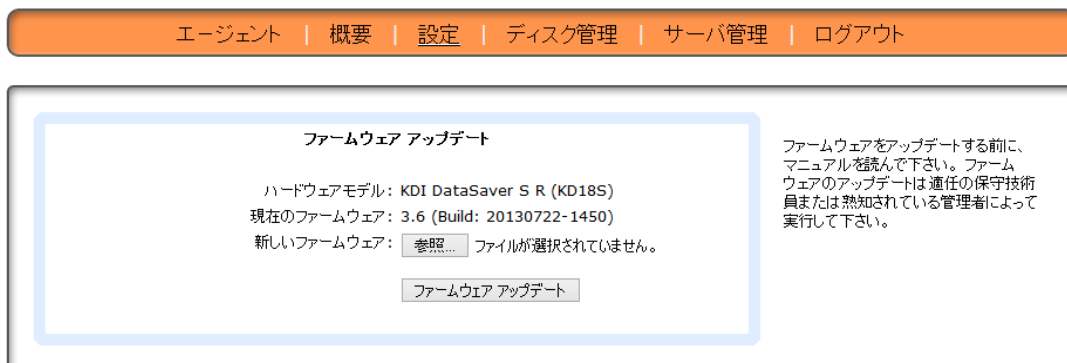 エージェント | 概要 | 設定 | ディスク管理 | サーバ管理 | ログアウト
ファームウェア アップデート
ハードウェアモデル: KDI DataSaver S R (KD18S)
現在のファームウェア: 3.6 (Build: 20130722-1450)
新しいファームウェア: 参照... ファイルが選択されていません。
ファームウェア アップデート
ファームウェアをアップデートする前に、
マニュアルを読んで下さい。ファーム
ウェアのアップデートは適任の保守技術
員または熟知されている管理者によって
実行して下さい。